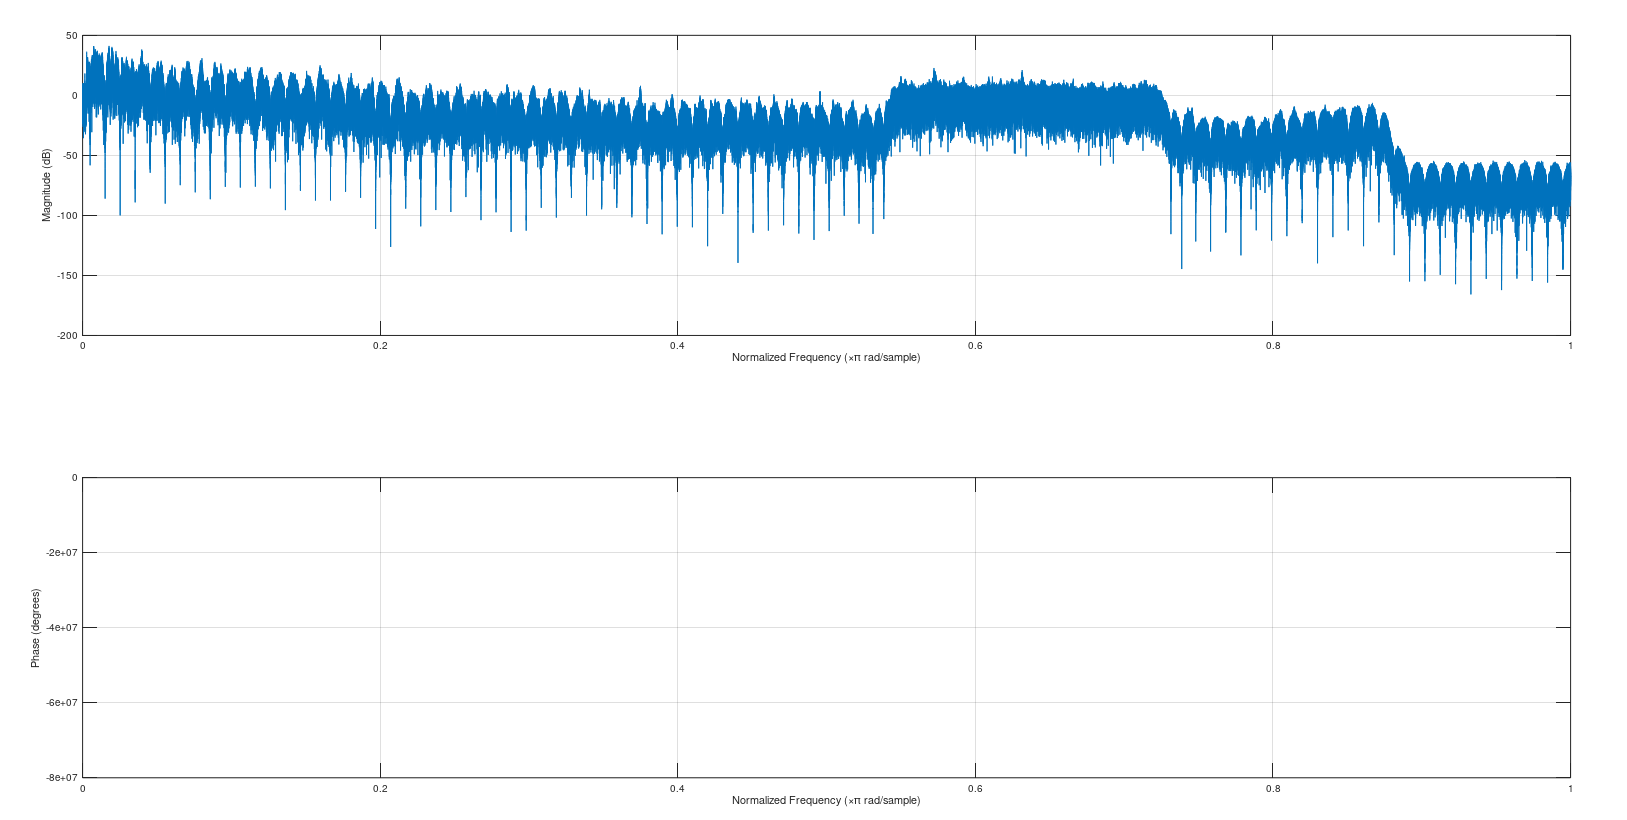 50
0
-50
-100
-150
-200
Magnitude (dB)
0 0.2 0.4 0.6 0.8 1
Normalized Frequency (×π rad/sample)
0
-2e+07
-4e+07
-6e+07
-8e+07
Phase (degrees)
0 0.2 0.4 0.6 0.8 1
Normalized Frequency (×π rad/sample)